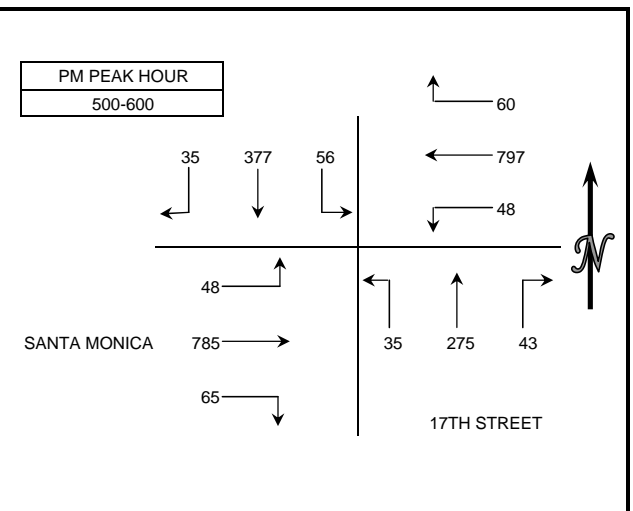 PM PEAK HOUR
500-600
60
35 377 56
797
48
N
48
SANTA MONICA 785
35 275 43
65
17TH STREET